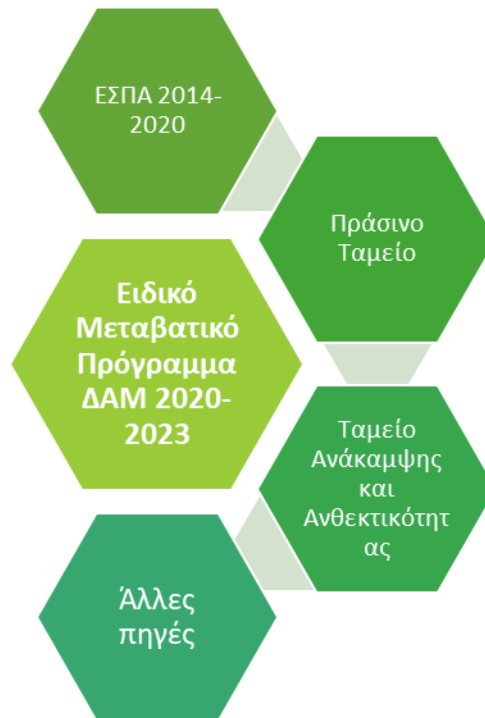 ΕΣΠΑ 2014-
2020
Πράσινο
Ταμείο
Ειδικό
Μεταβατικό
Πρόγραμμα
ΔΑΜ 2020-
2023
Ταμείο
Ανάκαμψης
και
Ανθεκτικότητ
ας
Άλλες
πηγές